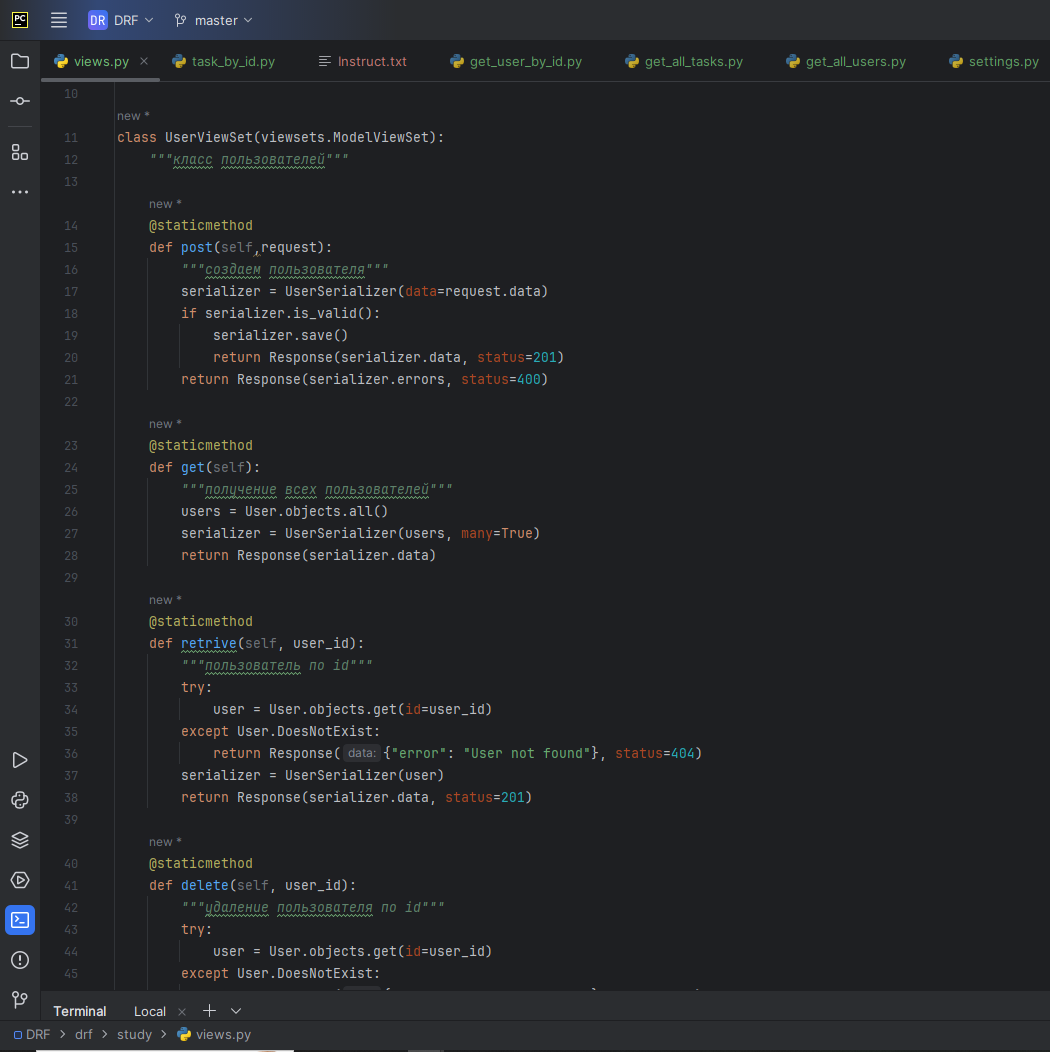 PC DR DRF master
views.py task_by_id.py Instruct.txt get_user_by_id.py get_all_tasks.py get_all_users.py settings.py
10
new *
11 class UserViewSet(viewsets.ModelViewSet):
12 """класс пользователей"""
13
new *
14 @staticmethod
15 def post(self,request):
16 """создаем пользователя"""
17 serializer = UserSerializer(data=request.data)
18 if serializer.is_valid():
19 serializer.save()
20 return Response(serializer.data, status=201)
21 return Response(serializer.errors, status=400)
22
new *
23 @staticmethod
24 def get(self):
25 """получение всех пользователей"""
26 users = User.objects.all()
27 serializer = UserSerializer(users, many=True)
28 return Response(serializer.data)
29
new *
30 @staticmethod
31 def retrive(self, user_id):
32 """пользователь по id"""
33 try:
34 user = User.objects.get(id=user_id)
35 except User.DoesNotExist:
36 return Response( data: {"error": "User not found"}, status=404)
37 serializer = UserSerializer(user)
38 return Response(serializer.data, status=201)
39
new *
40 @staticmethod
41 def delete(self, user_id):
42 """удаление пользователя по id"""
43 try:
44 user = User.objects.get(id=user_id)
45 except User.DoesNotExist:
Terminal Local
DRF > drf > study > views.py